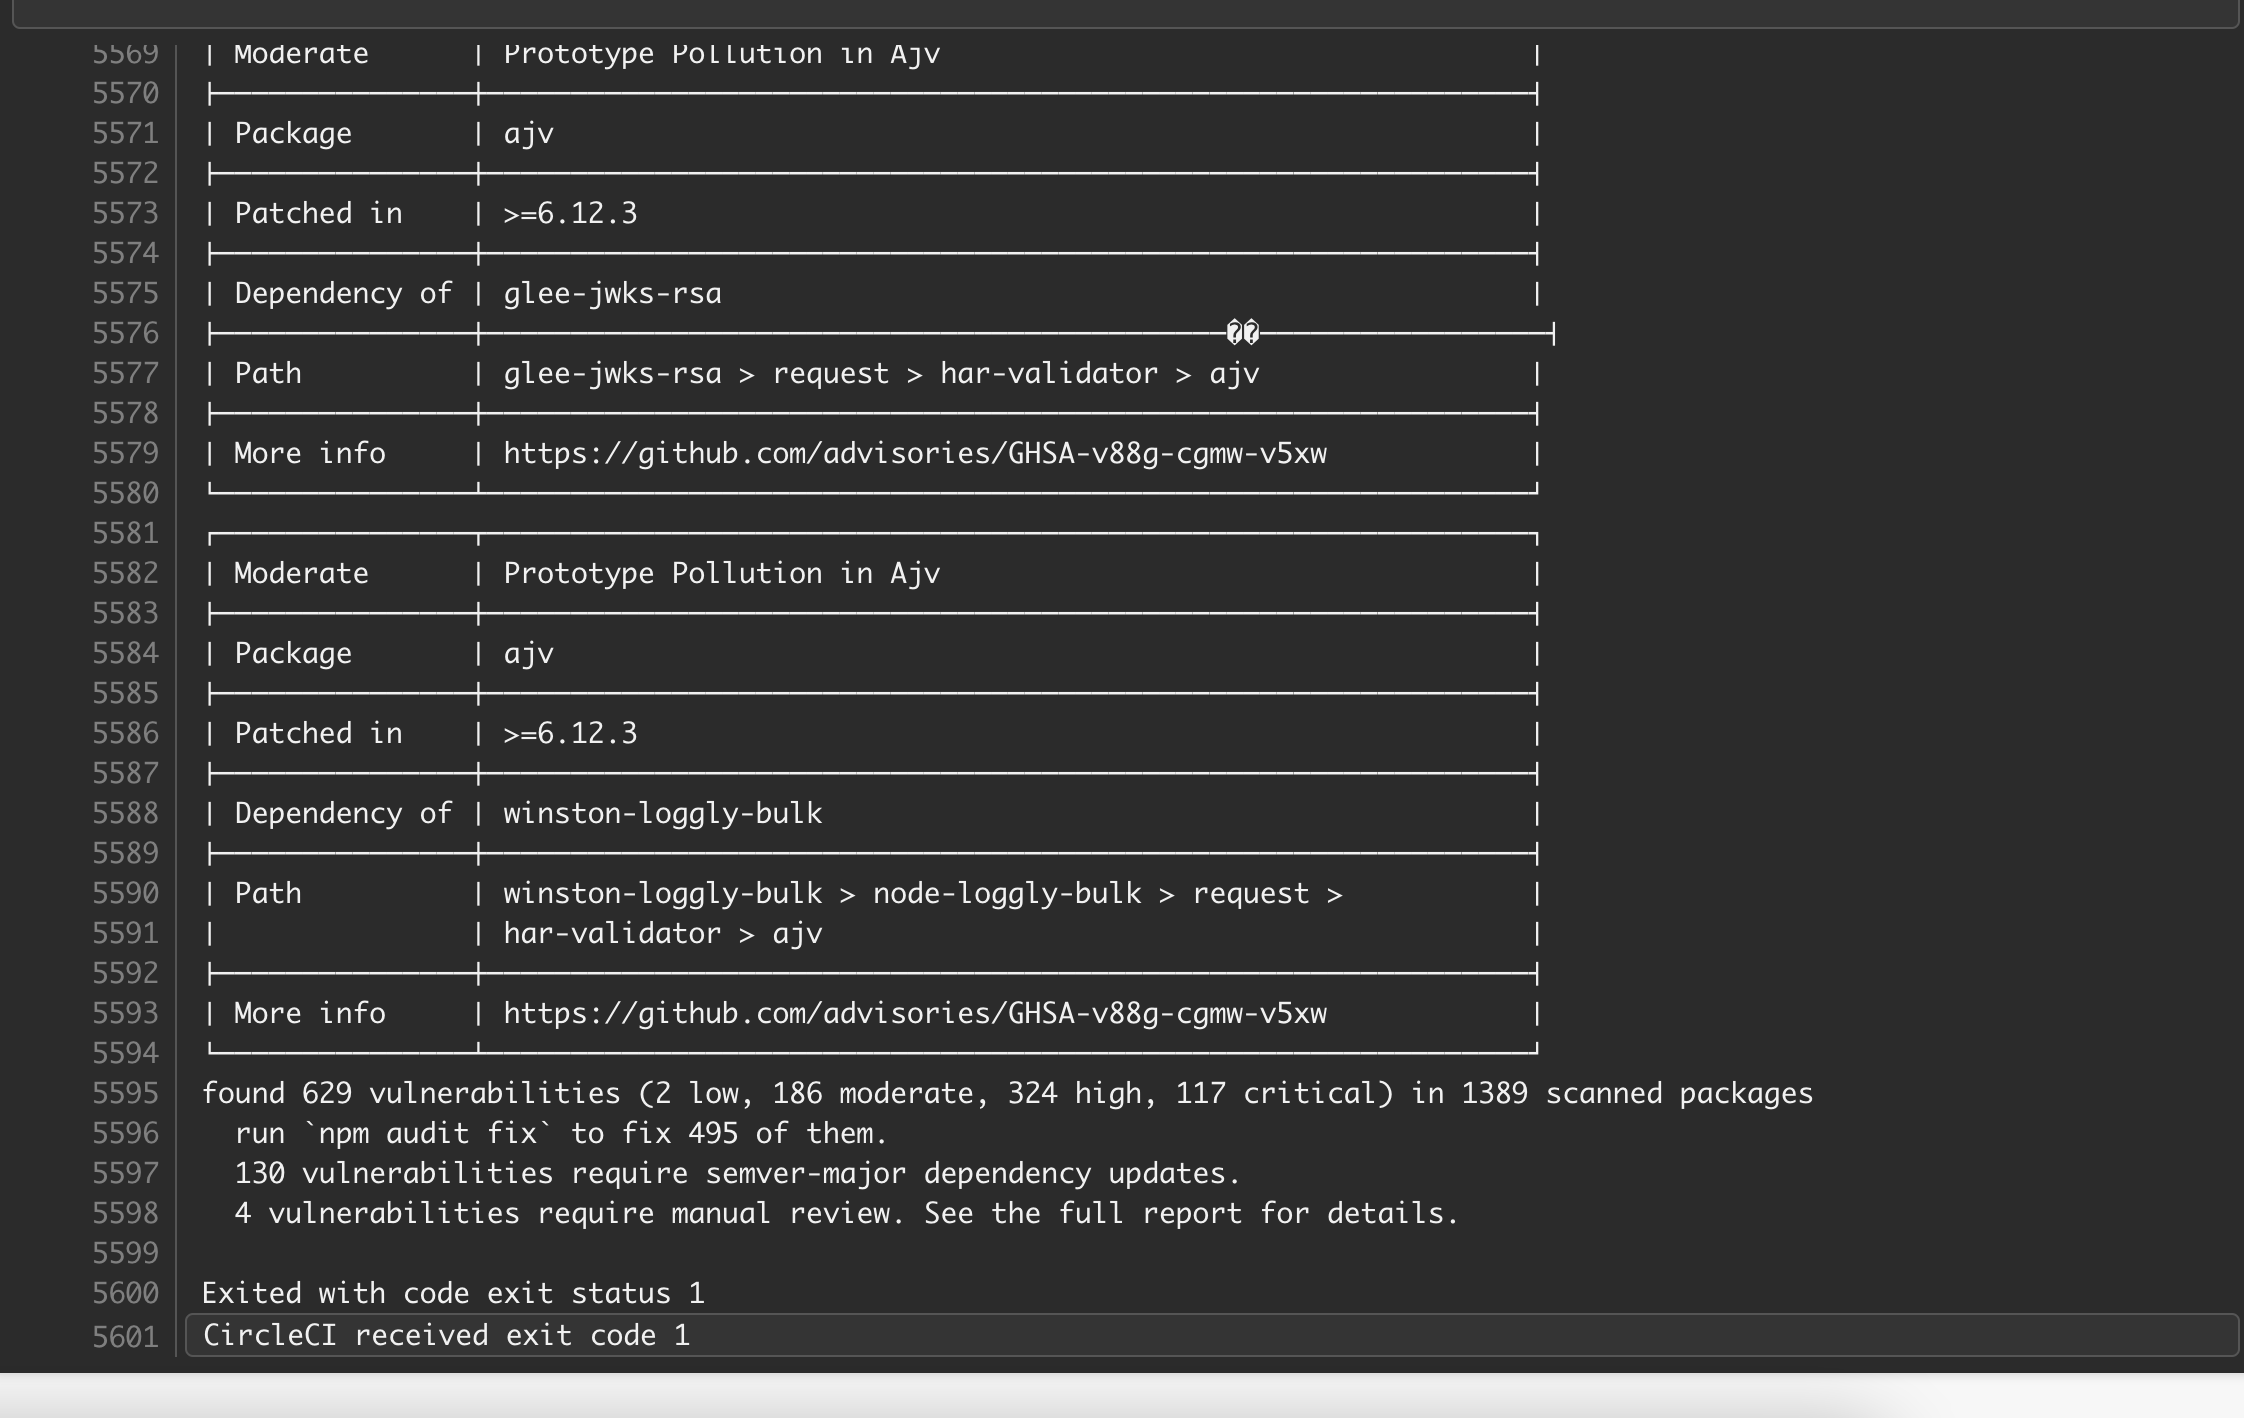 5569 | Moderate | Prototype Pollution in Ajv |
5570
5571 | Package | ajv |
5572
5573 | Patched in | >=6.12.3 |
5574
5575 | Dependency of | glee-jwks-rsa |
5576 ��
5577 | Path | glee-jwks-rsa > request > har-validator > ajv |
5578
5579 | More info | https://github.com/advisories/GHSA-v88g-cgmw-v5xw |
5580
5581
5582 | Moderate | Prototype Pollution in Ajv |
5583
5584 | Package | ajv |
5585
5586 | Patched in | >=6.12.3 |
5587
5588 | Dependency of | winston-loggly-bulk |
5589
5590 | Path | winston-loggly-bulk > node-loggly-bulk > request > |
5591 | | har-validator > ajv |
5592
5593 | More info | https://github.com/advisories/GHSA-v88g-cgmw-v5xw |
5594
5595 found 629 vulnerabilities (2 low, 186 moderate, 324 high, 117 critical) in 1389 scanned packages
5596 run `npm audit fix` to fix 495 of them.
5597 130 vulnerabilities require semver-major dependency updates.
5598 4 vulnerabilities require manual review. See the full report for details.
5599
5600 Exited with code exit status 1
5601 CircleCI received exit code 1